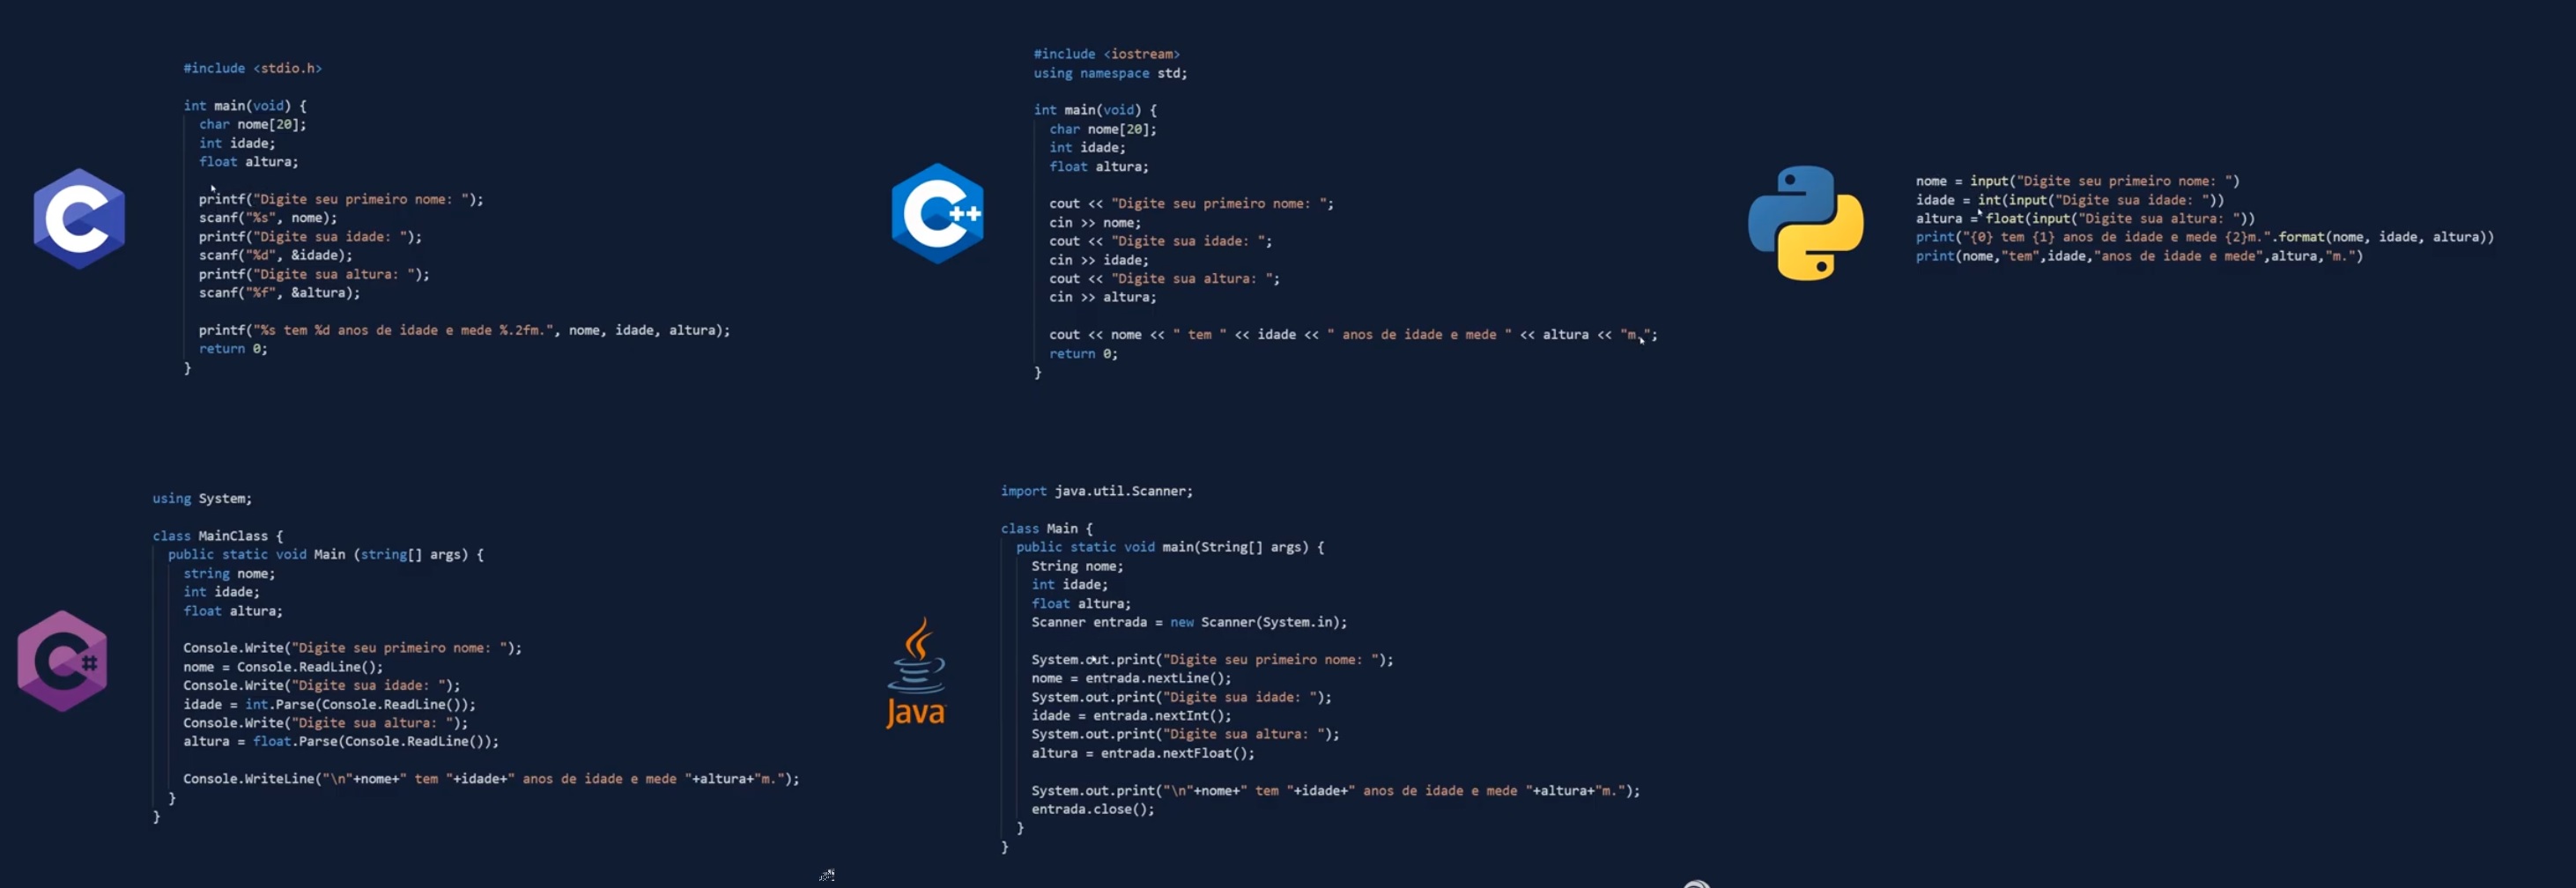 #include <stdio.h>
int main(void) {
char nome[20];
int idade;
float altura;
printf("Digite seu primeiro nome: ");
scanf("%s", nome);
printf("Digite sua idade: ");
scanf("%d", &idade);
printf("Digite sua altura: ");
scanf("%f", &altura);
printf("%s tem %d anos de idade e mede %.2fm.", nome, idade, altura);
return 0;
}
C
#include <iostream>
using namespace std;
int main(void) {
char nome[20];
int idade;
float altura;
cout << "Digite seu primeiro nome: ";
cin >> nome;
cout << "Digite sua idade: ";
cin >> idade;
cout << "Digite sua altura: ";
cin >> altura;
cout << nome << " tem " << idade << " anos de idade e mede " << altura << "m.";
return 0;
}
C++
nome = input("Digite seu primeiro nome: ")
idade = int(input("Digite sua idade: "))
altura = float(input("Digite sua altura: "))
print("{0} tem {1} anos de idade e mede {2}m.".format(nome, idade, altura))
print(nome,"tem",idade,"anos de idade e mede",altura,"m.")
using System;
class MainClass {
public static void Main (string[] args) {
string nome;
int idade;
float altura;
Console.Write("Digite seu primeiro nome: ");
nome = Console.ReadLine();
Console.Write("Digite sua idade: ");
idade = int.Parse(Console.ReadLine());
Console.Write("Digite sua altura: ");
altura = float.Parse(Console.ReadLine());
Console.WriteLine("\n"+nome+" tem "+idade+" anos de idade e mede "+altura+"m.");
}
}
C#
import java.util.Scanner;
class Main {
public static void main(String[] args) {
String nome;
int idade;
float altura;
Scanner entrada = new Scanner(System.in);
System.out.print("Digite seu primeiro nome: ");
nome = entrada.nextLine();
System.out.print("Digite sua idade: ");
idade = entrada.nextInt();
System.out.print("Digite sua altura: ");
altura = entrada.nextFloat();
System.out.print("\n"+nome+" tem "+idade+" anos de idade e mede "+altura+"m.");
entrada.close();
}
}
Java